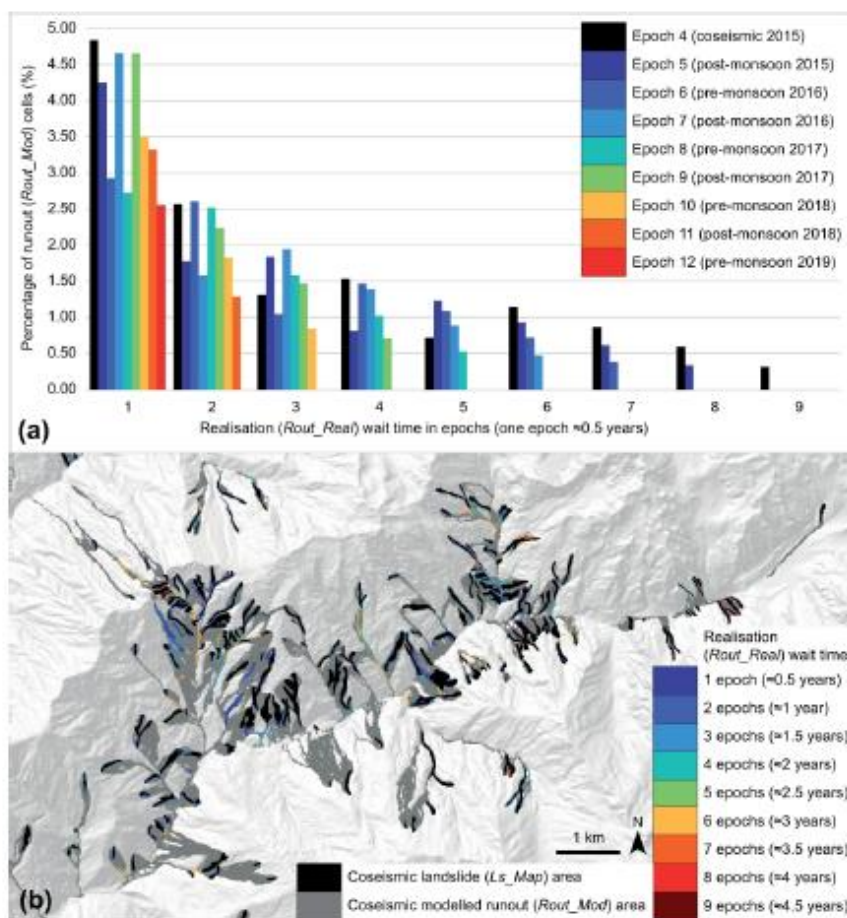 5.00
4.50
4.00
3.50
3.00
2.50
2.00
1.50
1.00
0.50
0.00
Percentage of runout (Rout_Mod) cells (%)
Epoch 4 (coseismic 2015)
Epoch 5 (post-monsoon 2015)
Epoch 6 (pre-monsoon 2016)
Epoch 7 (post-monsoon 2016)
Epoch 8 (pre-monsoon 2017)
Epoch 9 (post-monsoon 2017)
Epoch 10 (pre-monsoon 2018)
Epoch 11 (post-monsoon 2018)
Epoch 12 (pre-monsoon 2019)
1 2 3 4 5 6 7 8 9
(a)
Realisation (Rout_Real) wait time in epochs (one epoch ≈0.5 years)
Realisation
(Rout_Real) wait time
1 epoch (≈0.5 years)
2 epochs (≈1 year)
3 epochs (≈1.5 years)
4 epochs (≈2 years)
5 epochs (≈2.5 years)
6 epochs (≈3 years)
7 epochs (≈3.5 years)
8 epochs (≈4 years)
9 epochs (≈4.5 years)
N
1 km
(b)
Coseismic landslide (Ls_Map) area
Coseismic modelled runout (Rout_Mod) area